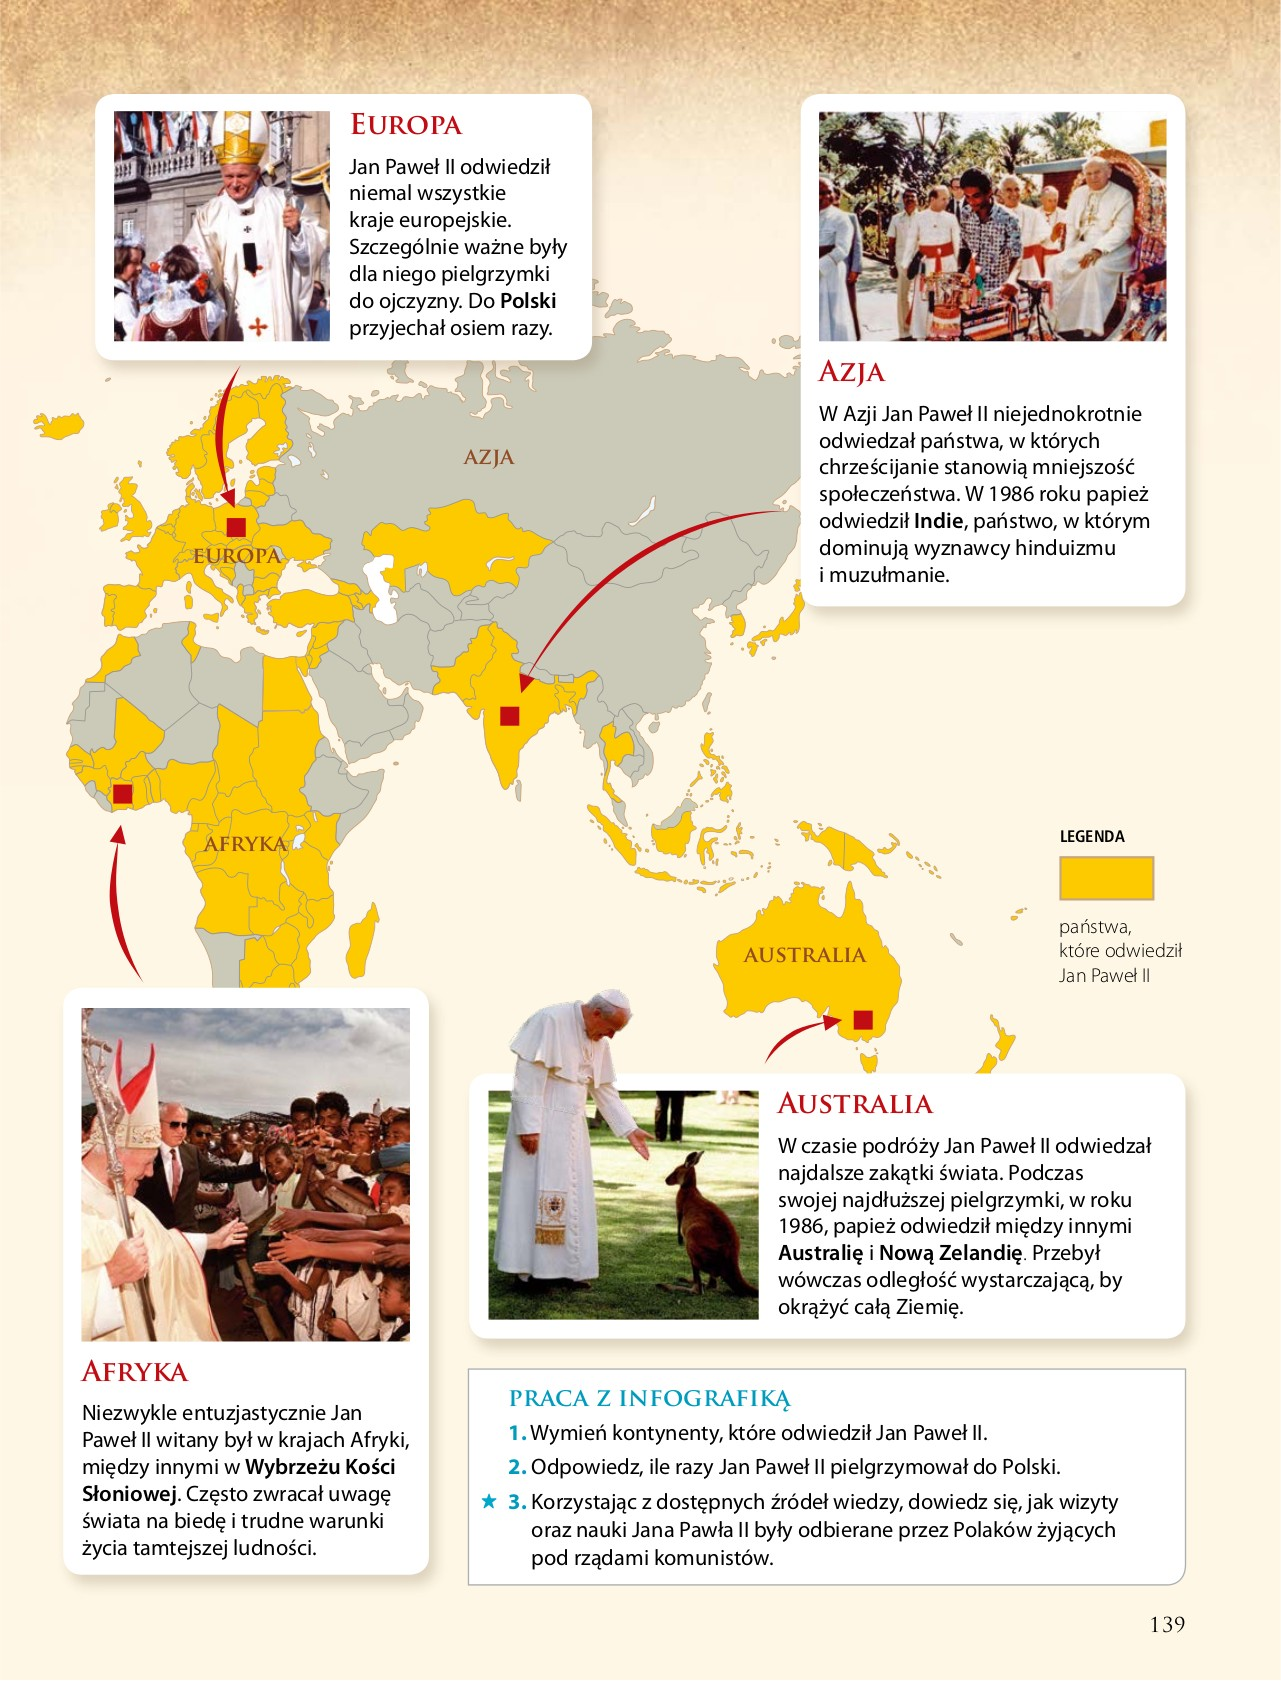 EUROPA
Jan Paweł II odwiedził
niemal wszystkie
kraje europejskie.
Szczególnie ważne były
dla niego pielgrzymki
do ojczyzny. Do Polski
przyjechał osiem razy.
AZJA
W Azji Jan Paweł II niejednokrotnie
odwiedzał państwa, w których
chrześcijanie stanowią mniejszość
społeczeństwa. W 1986 roku papież
odwiedził Indie, państwo, w którym
dominują wyznawcy hinduizmu
i muzułmanie.
AZJA
EUROPA
AFRYKA
AUSTRALIA
LEGENDA
państwa,
które odwiedził
Jan Paweł II
AFRYKA
Niezwykle entuzjastycznie Jan
Paweł II witany był w krajach Afryki,
między innymi w Wybrzeżu Kości
Słoniowej. Często zwracał uwagę
świata na biedę i trudne warunki
życia tamtejszej ludności.
AUSTRALIA
W czasie podróży Jan Paweł II odwiedzał
najdalsze zakątki świata. Podczas
swojej najdłuższej pielgrzymki, w roku
1986, papież odwiedził między innymi
Australię i Nową Zelandię. Przebył
wówczas odległość wystarczającą, by
okrążyć całą Ziemię.
PRACA Z INFOGRAFIKĄ
1. Wymień kontynenty, które odwiedził Jan Paweł II.
2. Odpowiedz, ile razy Jan Paweł II pielgrzymował do Polski.
★ 3. Korzystając z dostępnych źródeł wiedzy, dowiedz się, jak wizyty
oraz nauki Jana Pawła II były odbierane przez Polaków żyjących
pod rządami komunistów.
139